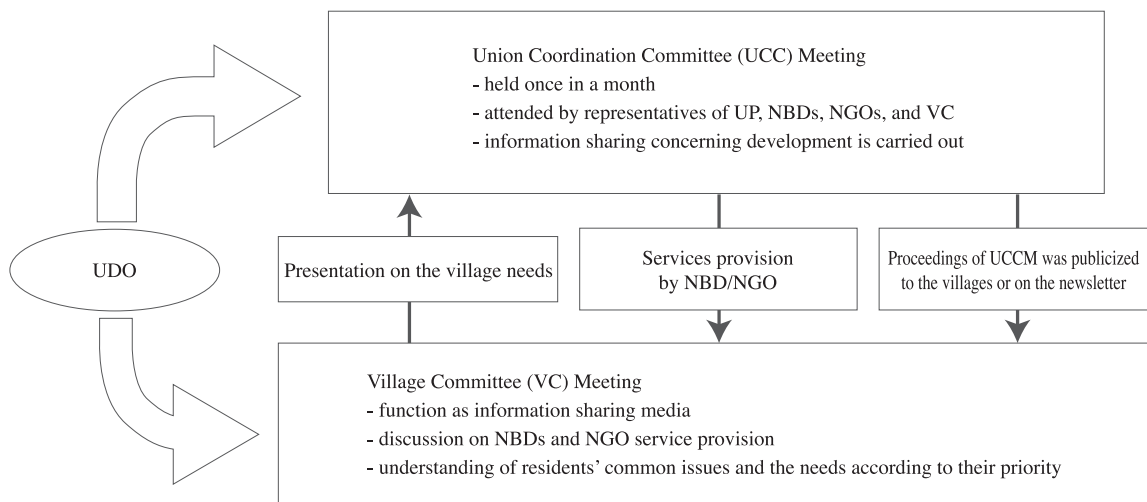 Union Coordination Committee (UCC) Meeting
- held once in a month
- attended by representatives of UP, NBDs, NGOs, and VC
- information sharing concerning development is carried out
UDO
Presentation on the village needs
Services provision
by NBD/NGO
Proceedings of UCCM was publicized
to the villages or on the newsletter
Village Committee (VC) Meeting
- function as information sharing media
- discussion on NBDs and NGO service provision
- understanding of residents’ common issues and the needs according to their priority